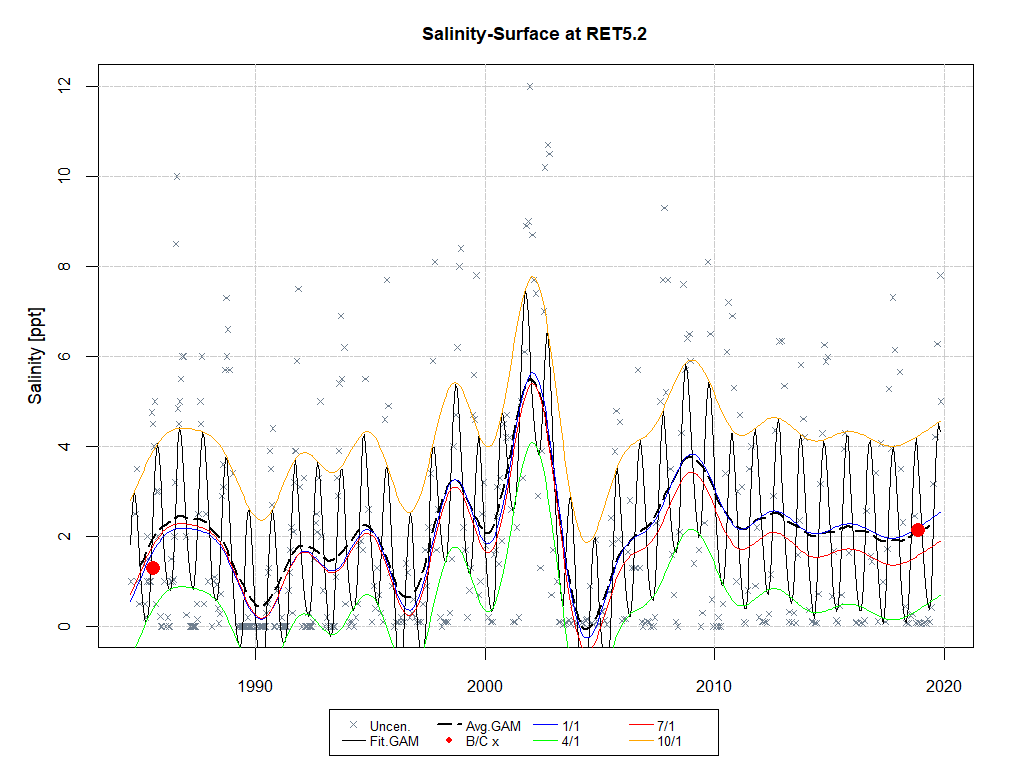 Salinity-Surface at RET5.2
Salinity [ppt]
12
10
8
6
4
2
0
1990 2000 2010 2020
Uncen. Avg.GAM 1/1 7/1
Fit.GAM B/C x 4/1 10/1